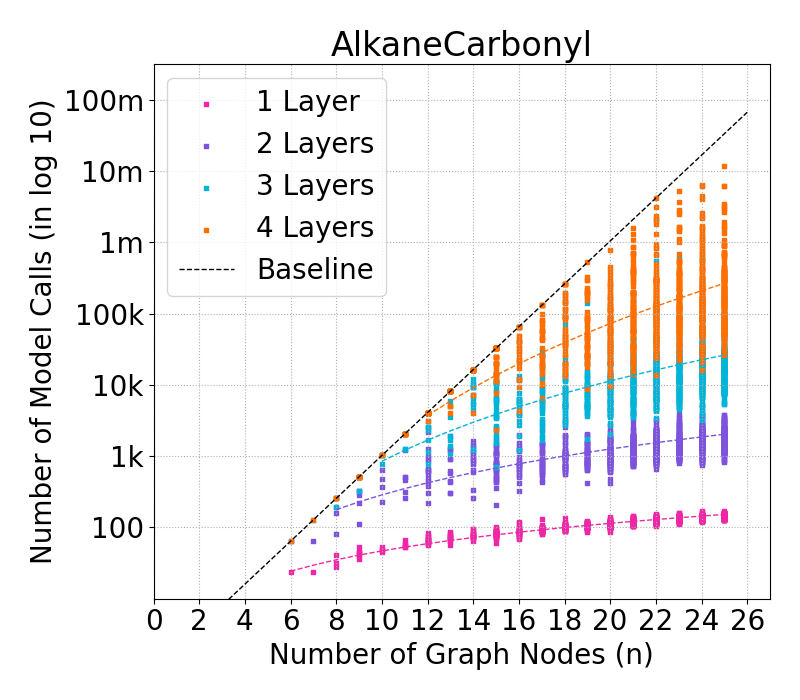 AlkaneCarbonyl
Number of Model Calls (in log 10)
100m
10m
1m
100k
10k
1k
100
1 Layer
2 Layers
3 Layers
4 Layers
Baseline
0 2 4 6 8 10 12 14 16 18 20 22 24 26
Number of Graph Nodes (n)